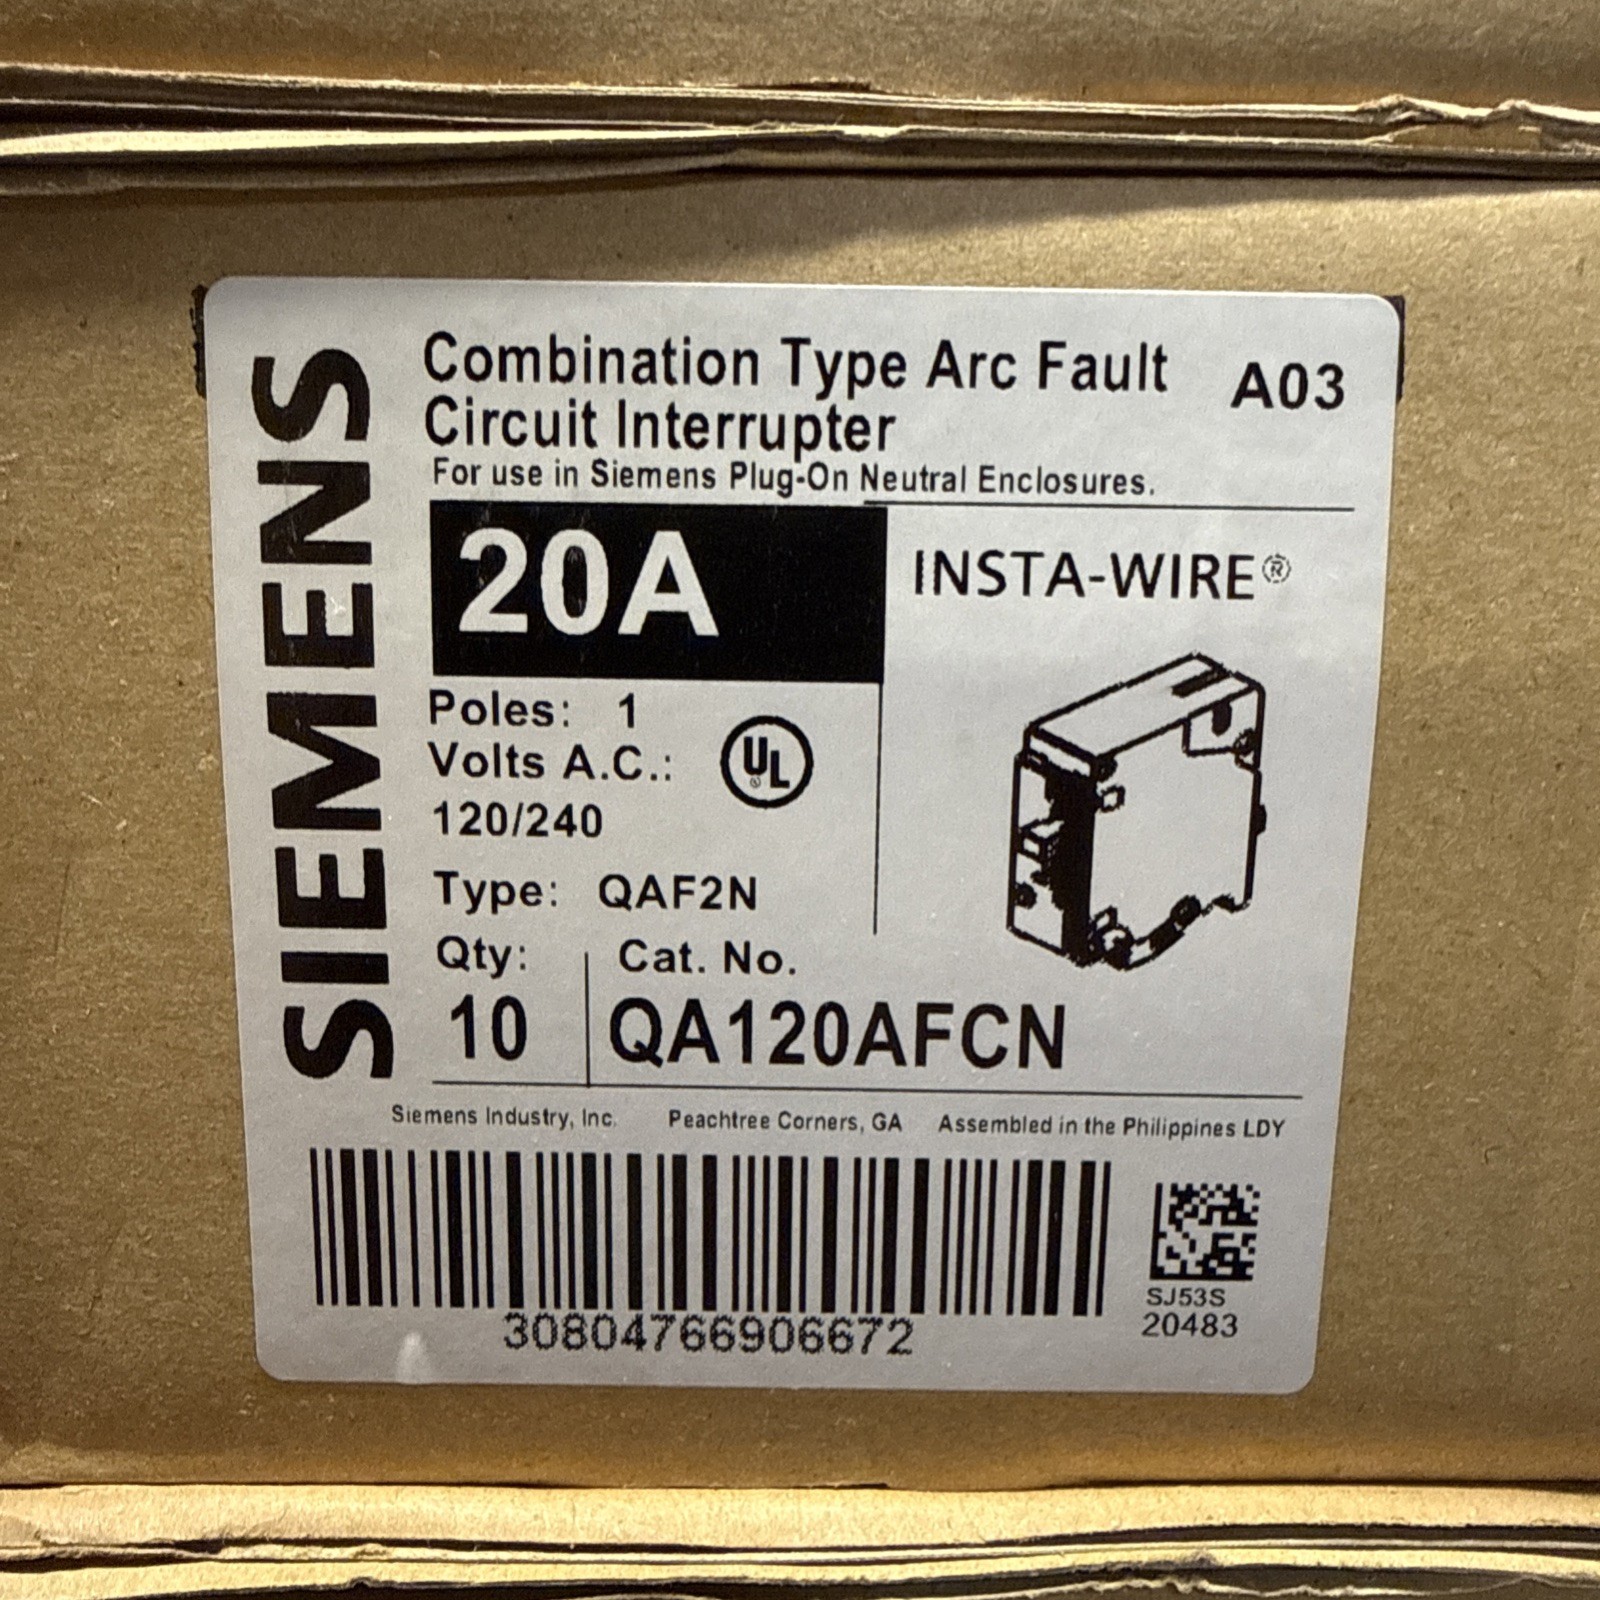 SIEMENS
Combination Type Arc Fault
Circuit Interrupter
A03
For use in Siemens Plug-On Neutral Enclosures.
20A
INSTA-WIRE®
Poles: 1
Volts A.C.:
120/240
UL
®
Type: QAF2N
Qty:
10
Cat. No.
QA120AFCN
Siemens Industry, Inc. Peachtree Corners, GA Assembled in the Philippines LDY
30804766906672
SJ53S
20483